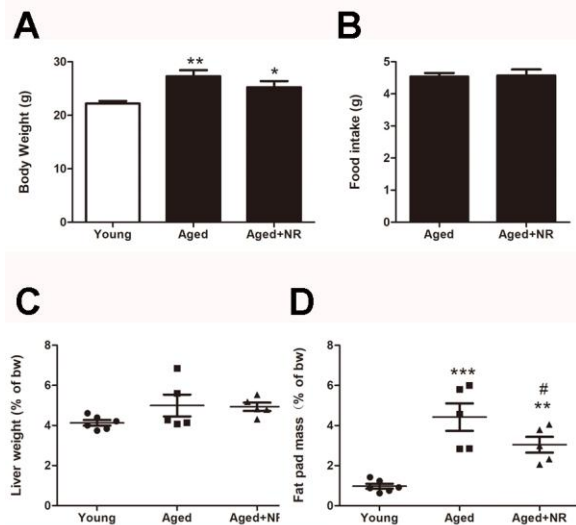 A
Body Weight (g)
30
20
10
0
**
*
Young Aged Aged+NR
B
Food intake (g)
5
4
3
2
1
0
Aged Aged+NR
C
Liver weight (% of bw)
8
6
4
2
0
Young Aged Aged+NR
D
Fat pad mass (% of bw)
8
6
4
2
0
***
#
**
Young Aged Aged+NR